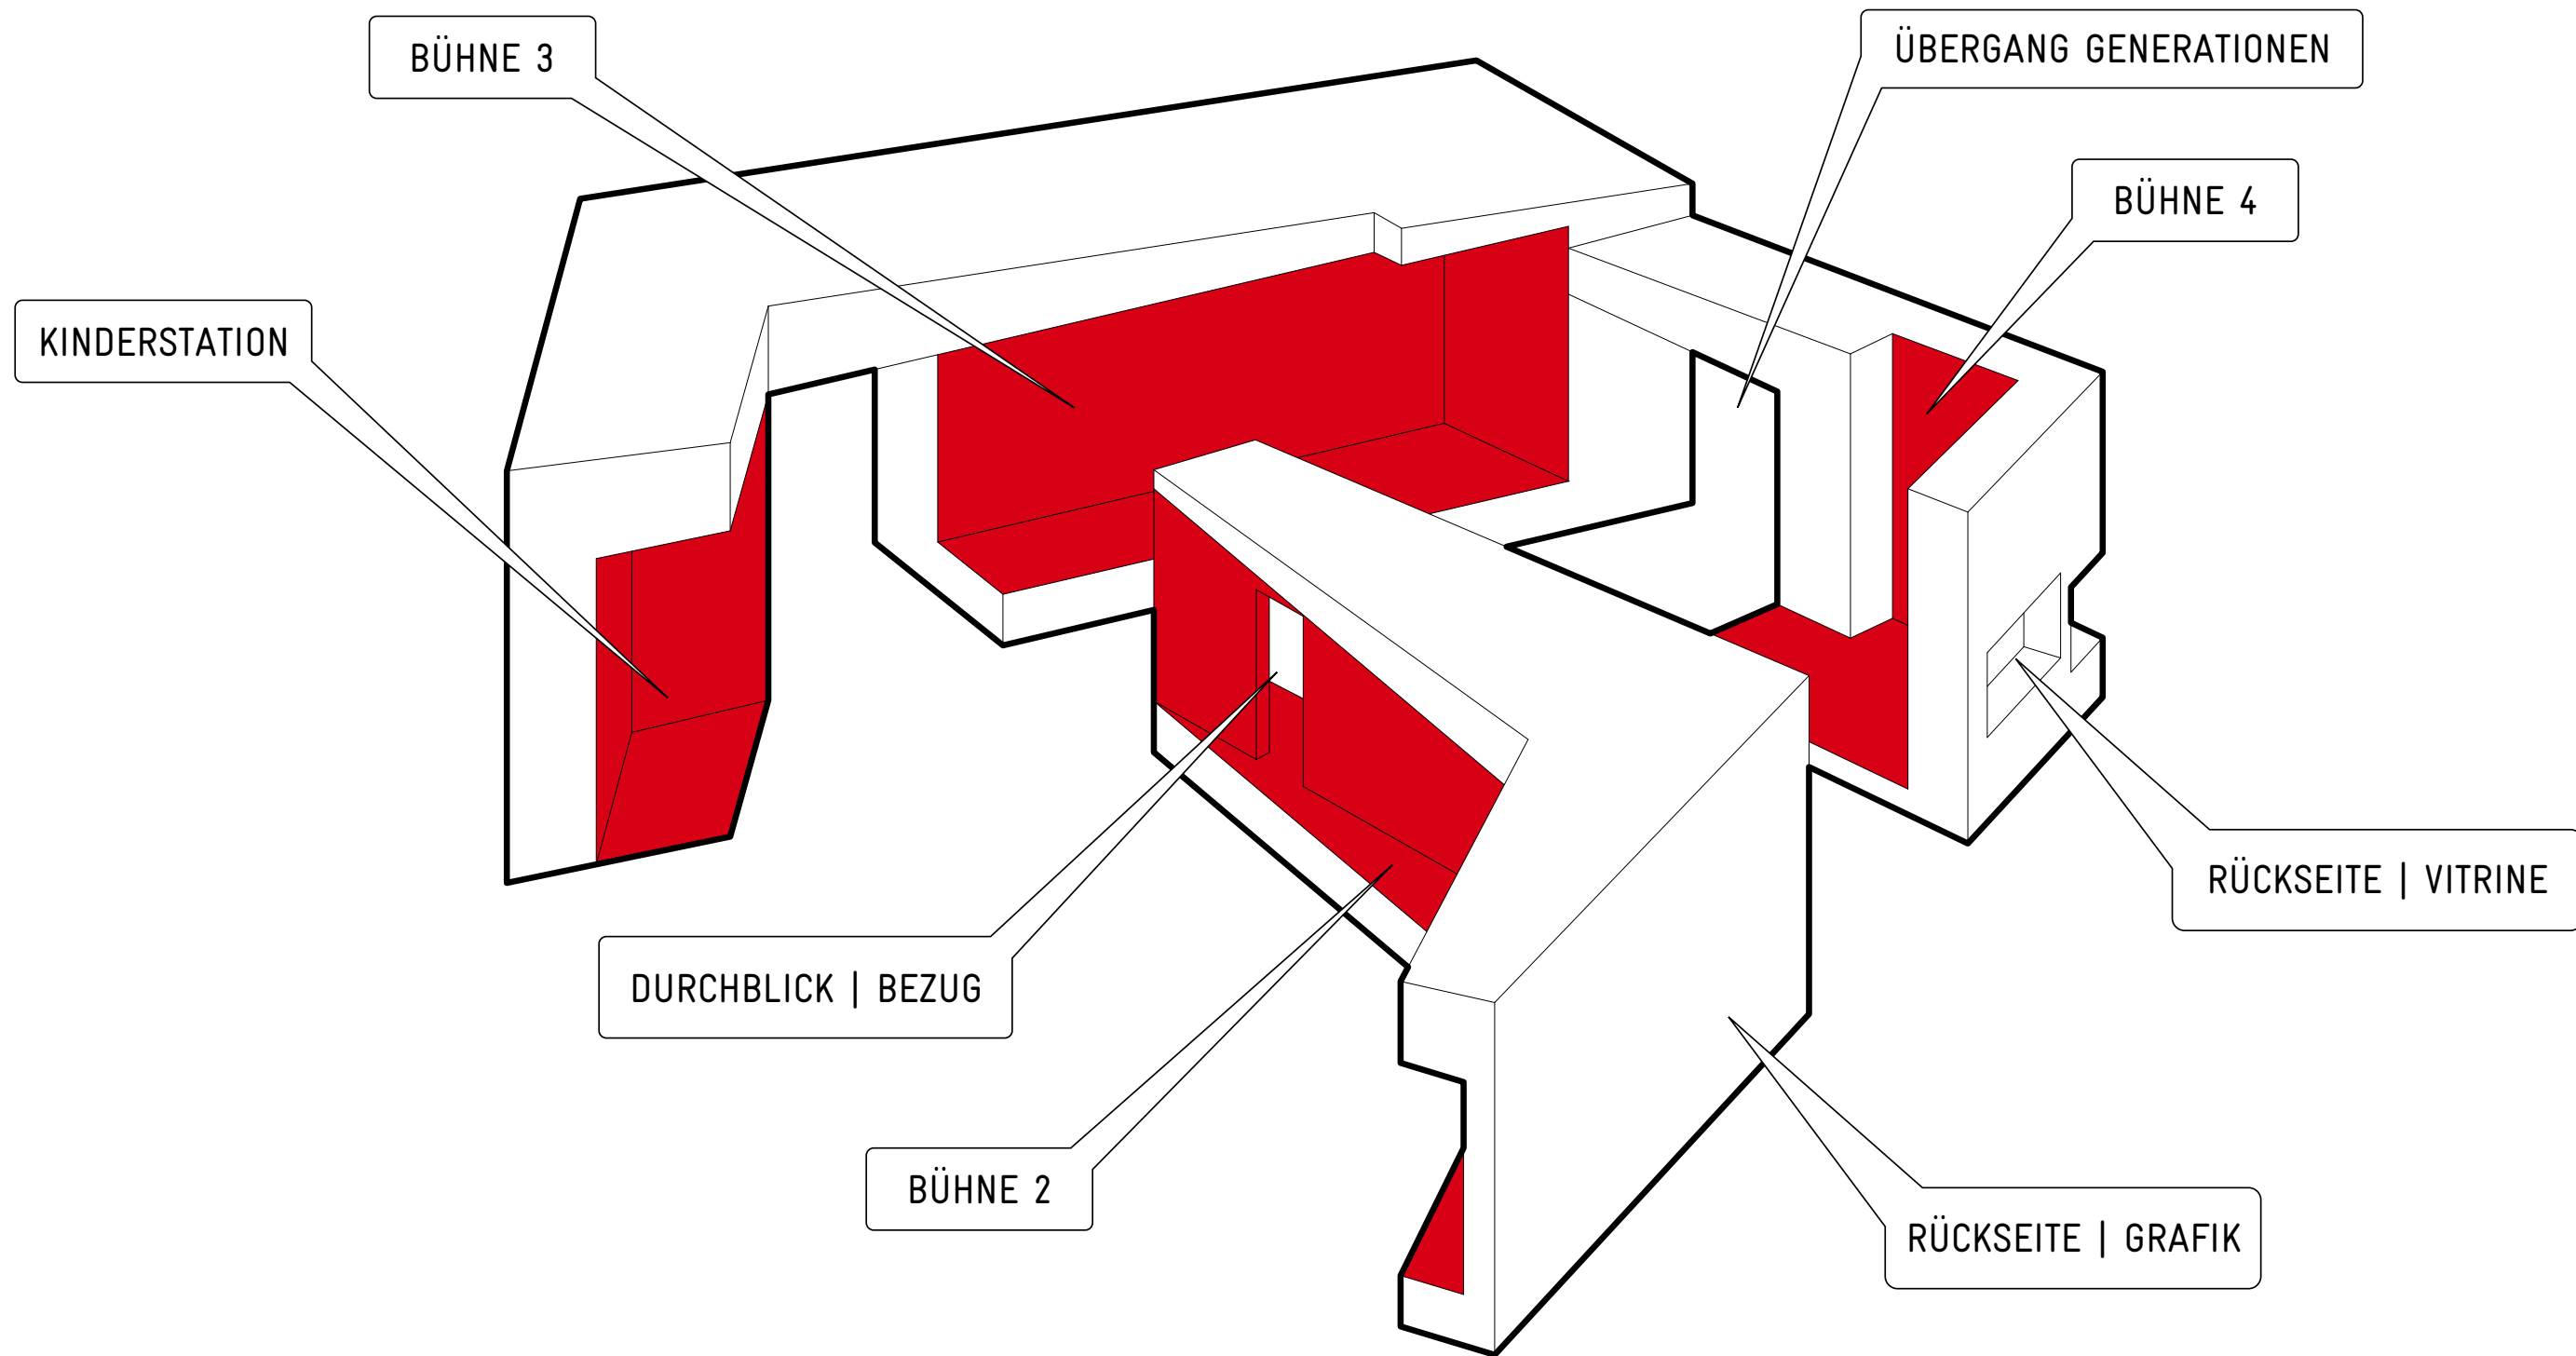 BÜHNE 3
ÜBERGANG GENERATIONEN
BÜHNE 4
KINDERSTATION
RÜCKSEITE | VITRINE
DURCHBLICK | BEZUG
BÜHNE 2
RÜCKSEITE | GRAFIK